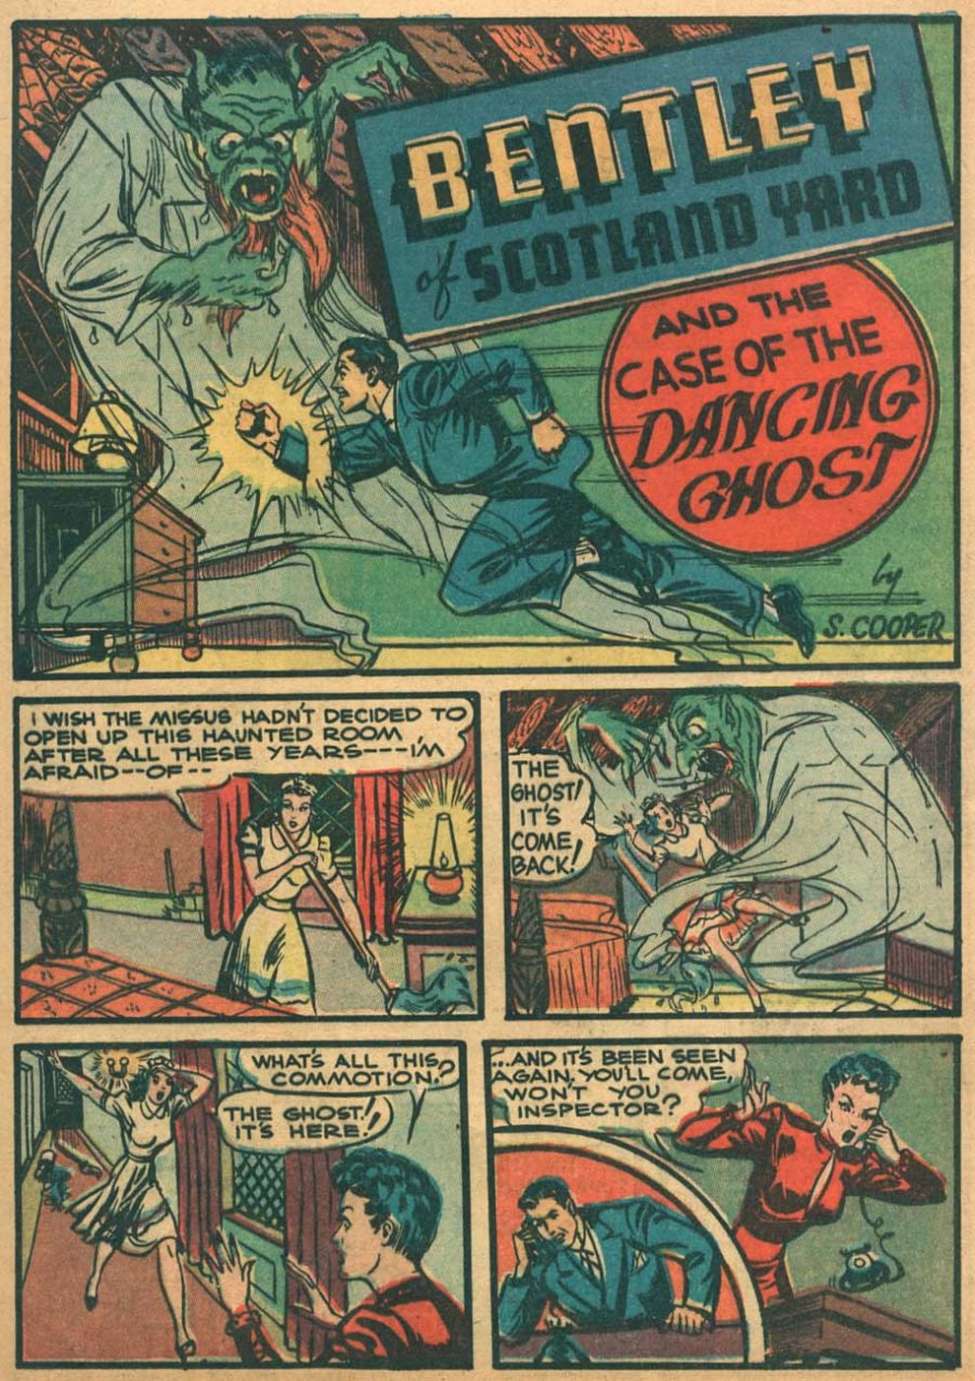 BENTLEY
of SCOTLAND YARD
AND THE
CASE OF THE
DANCING
GHOST
by
S. COOPER
I WISH THE MISSUS HADN'T DECIDED TO
OPEN UP THIS HAUNTED ROOM
AFTER ALL THESE YEARS---I'M
AFRAID--OF--
THE
GHOST!
IT'S
COME
BACK!
WHAT'S ALL THIS
COMMOTION?
THE GHOST!
IT'S HERE!
...AND IT'S BEEN SEEN
AGAIN, YOU'LL COME,
WON'T YOU
INSPECTOR?